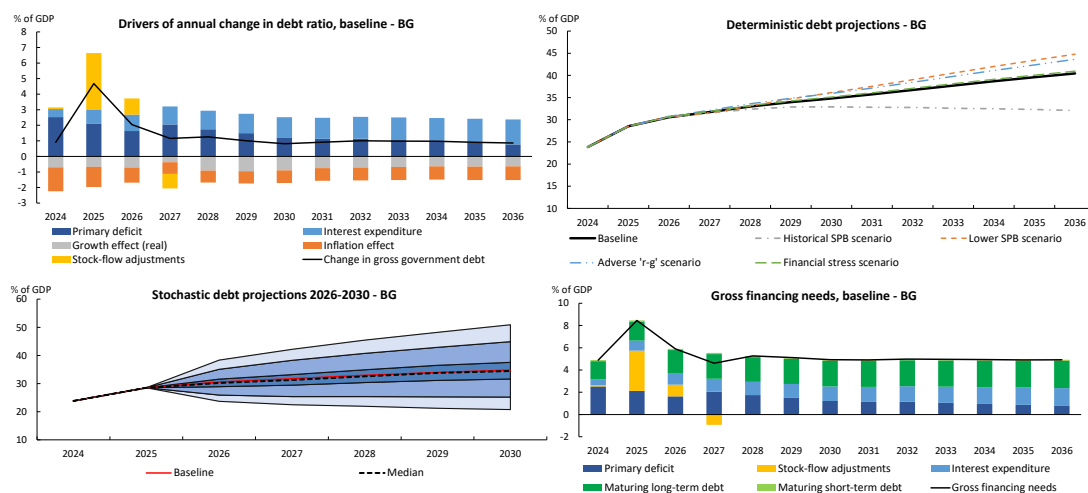 Drivers of annual change in debt ratio, baseline - BG
% of GDP
8
7
6
5
4
3
2
1
0
-1
-2
-3
2024 2025 2026 2027 2028 2029 2030 2031 2032 2033 2034 2035 2036
Primary deficit Interest expenditure
Growth effect (real) Inflation effect
Stock-flow adjustments Change in gross government debt
Deterministic debt projections - BG
% of GDP
50
45
40
35
30
25
20
15
10
2024 2025 2026 2027 2028 2029 2030 2031 2032 2033 2034 2035 2036
Baseline Historical SPB scenario Lower SPB scenario
Adverse 'r-g' scenario Financial stress scenario
Stochastic debt projections 2026-2030 - BG
% of GDP
60
50
40
30
20
10
2024 2025 2026 2027 2028 2029 2030
Baseline Median
Gross financing needs, baseline - BG
% of GDP
10
8
6
4
2
0
-2
2024 2025 2026 2027 2028 2029 2030 2031 2032 2033 2034 2035 2036
Primary deficit Stock-flow adjustments Interest expenditure
Maturing long-term debt Maturing short-term debt Gross financing needs